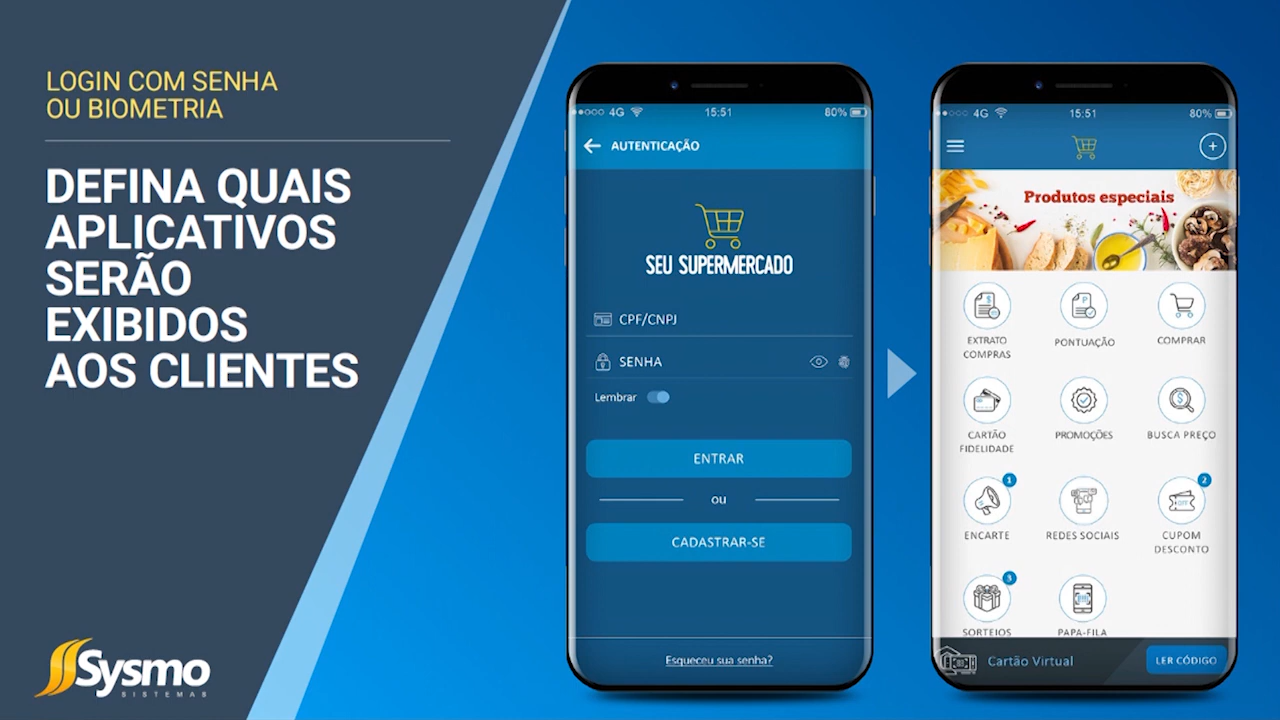 LOGIN COM SENHA
OU BIOMETRIA
DEFINA QUAIS
APLICATIVOS
SERÃO
EXIBIDOS
AOS CLIENTES
Sysmo
SISTEMAS
4G 15:51 80%
AUTENTICAÇÃO
SEU SUPERMERCADO
CPF/CNPJ
SENHA
Lembrar
ENTRAR
ou
CADASTRAR-SE
Esqueceu sua senha?
4G 15:51 80%
Produtos especiais
EXTRATO
COMPRAS
PONTUAÇÃO
COMPRAR
CARTÃO
FIDELIDADE
PROMOÇÕES
BUSCA PREÇO
1
ENCARTE
REDES SOCIAIS
2
OFF
CUPOM
DESCONTO
3
SORTEIOS
PAPA-FILA
Cartão Virtual
LER CÓDIGO